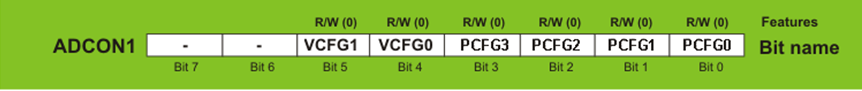 R/W (0) R/W (0) R/W (0) R/W (0) R/W (0) R/W (0) Features
ADCON1 - - VCFG1 VCFG0 PCFG3 PCFG2 PCFG1 PCFG0 Bit name
Bit 7 Bit 6 Bit 5 Bit 4 Bit 3 Bit 2 Bit 1 Bit 0